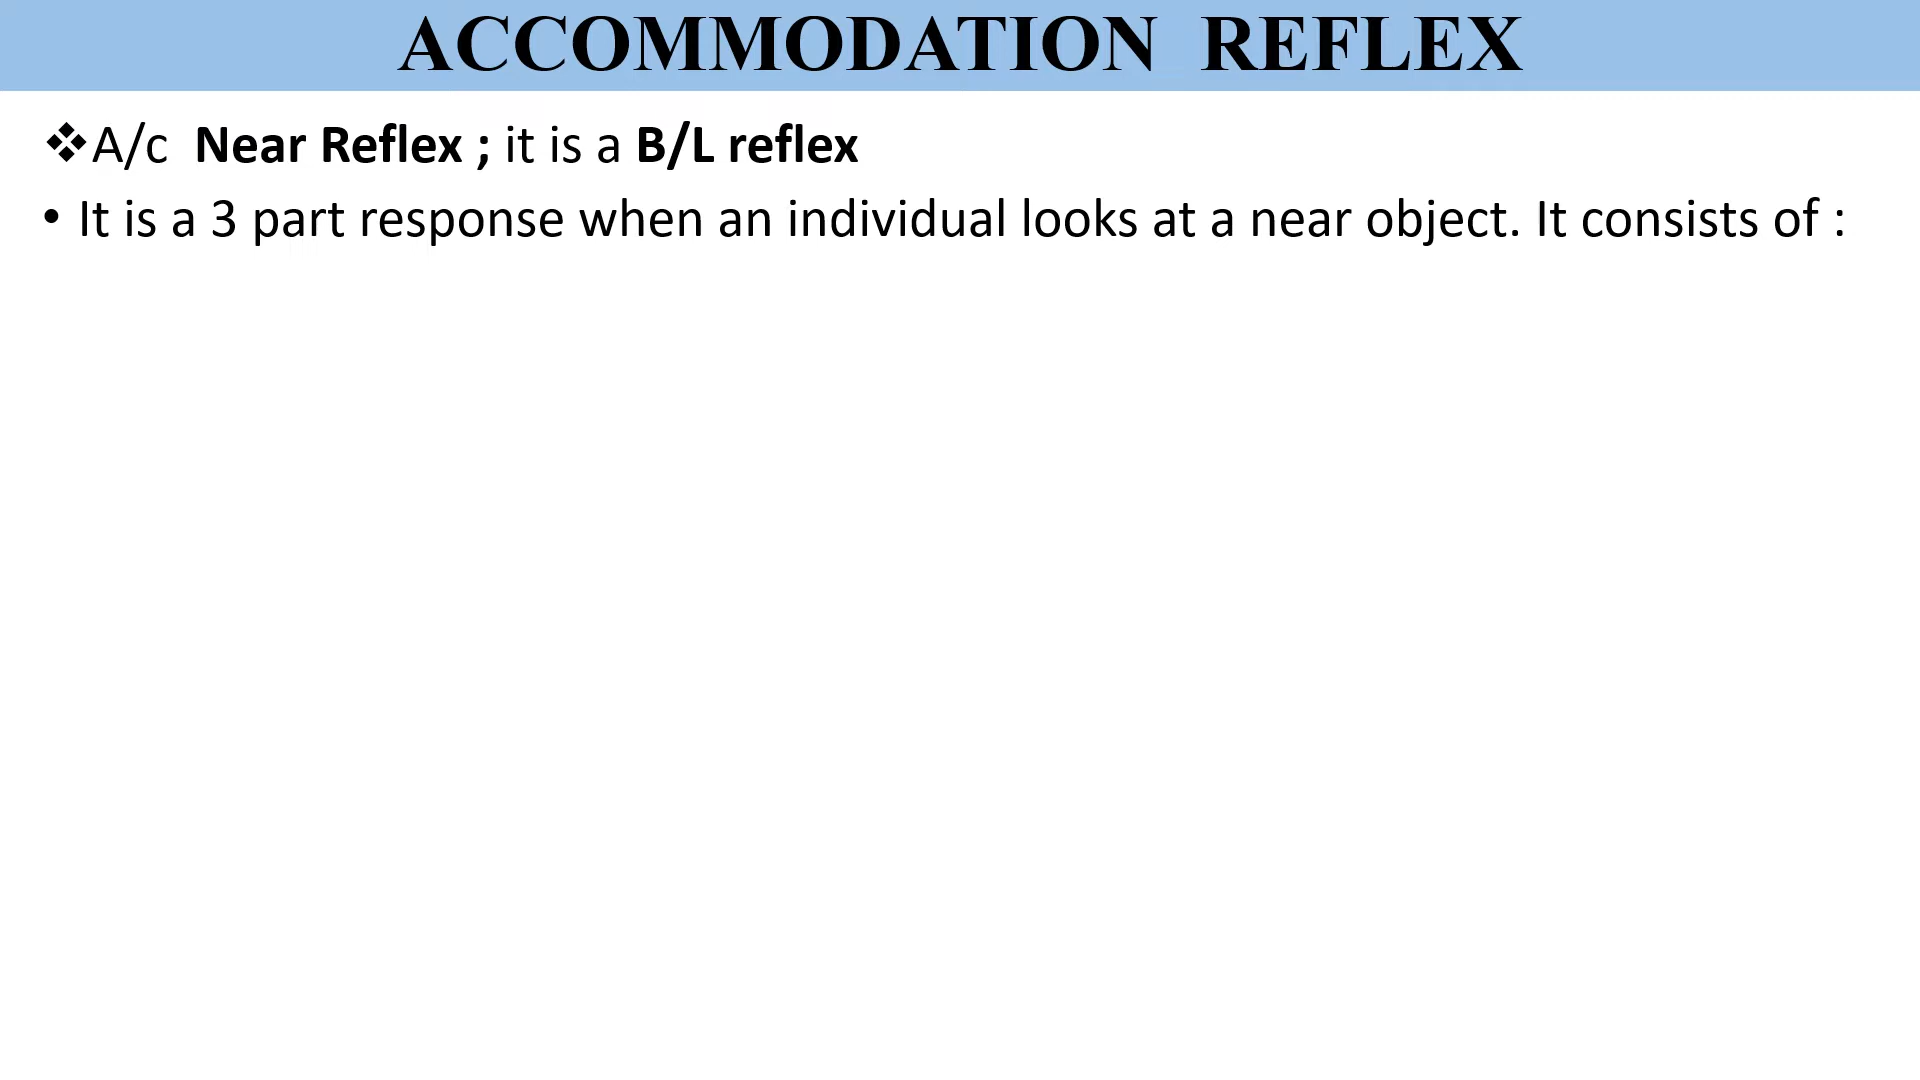 ACCOMMODATION REFLEX
❖A/c Near Reflex ; it is a B/L reflex
• It is a 3 part response when an individual looks at a near object. It consists of :